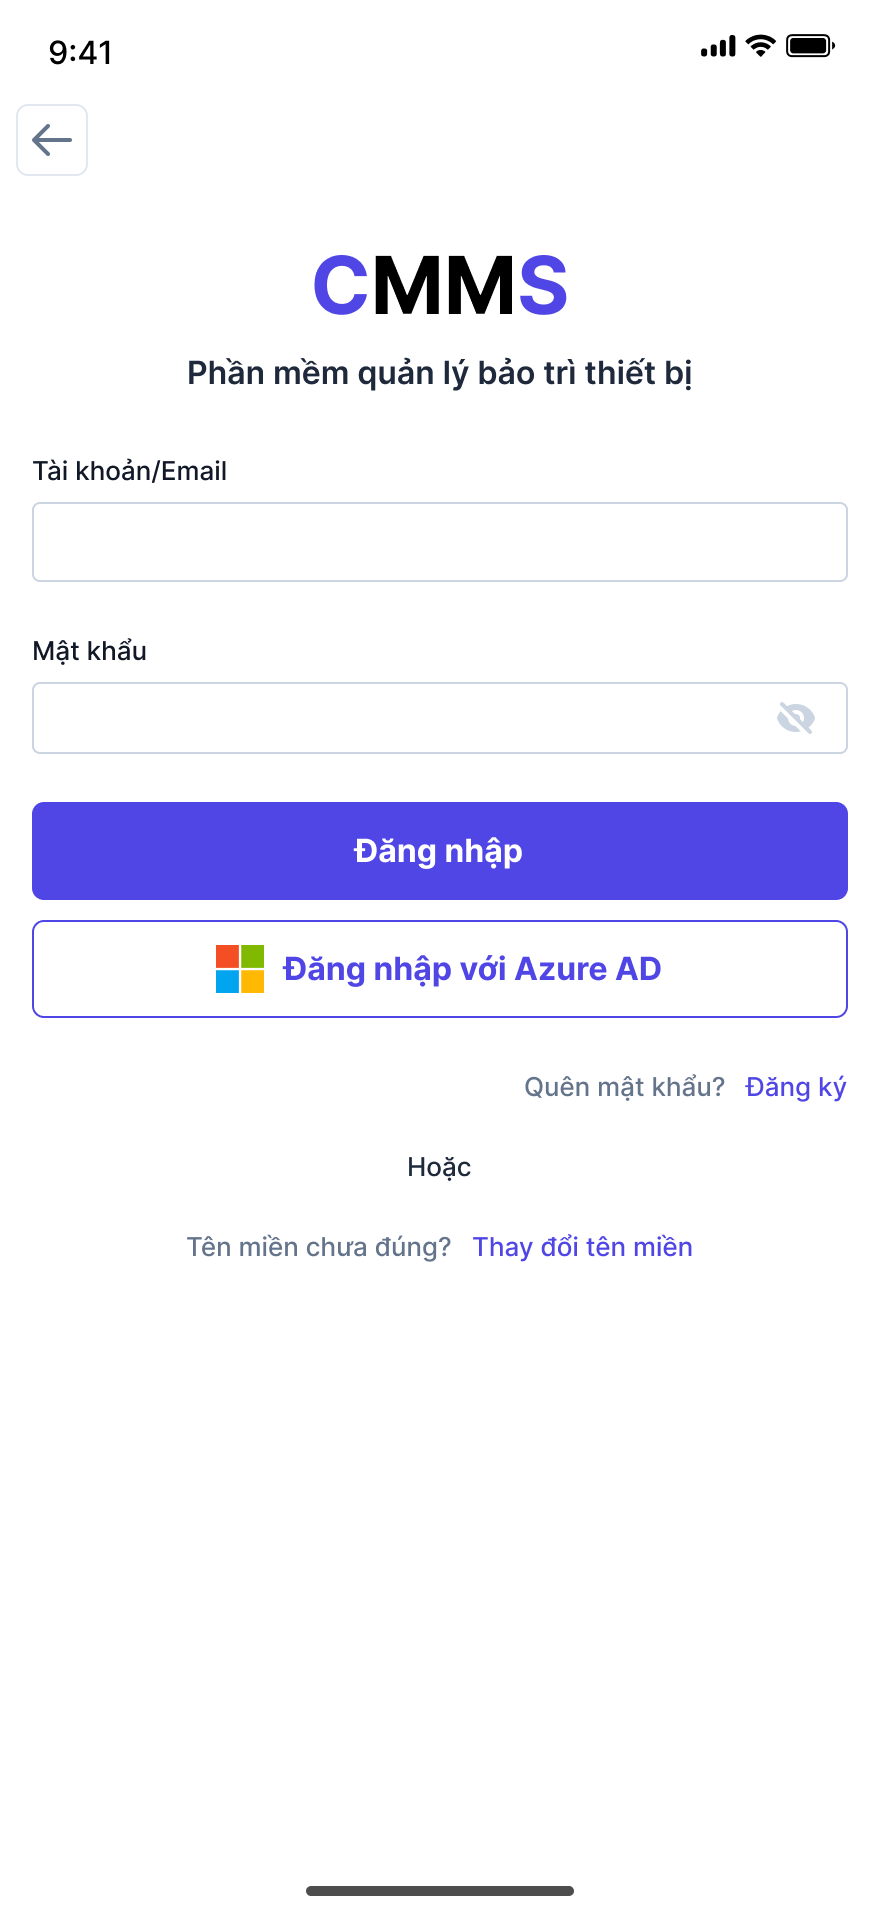 9:41
CMMS
Phần mềm quản lý bảo trì thiết bị
Tài khoản/Email
Mật khẩu
Đăng nhập
Đăng nhập với Azure AD
Quên mật khẩu? Đăng ký
Hoặc
Tên miền chưa đúng? Thay đổi tên miền